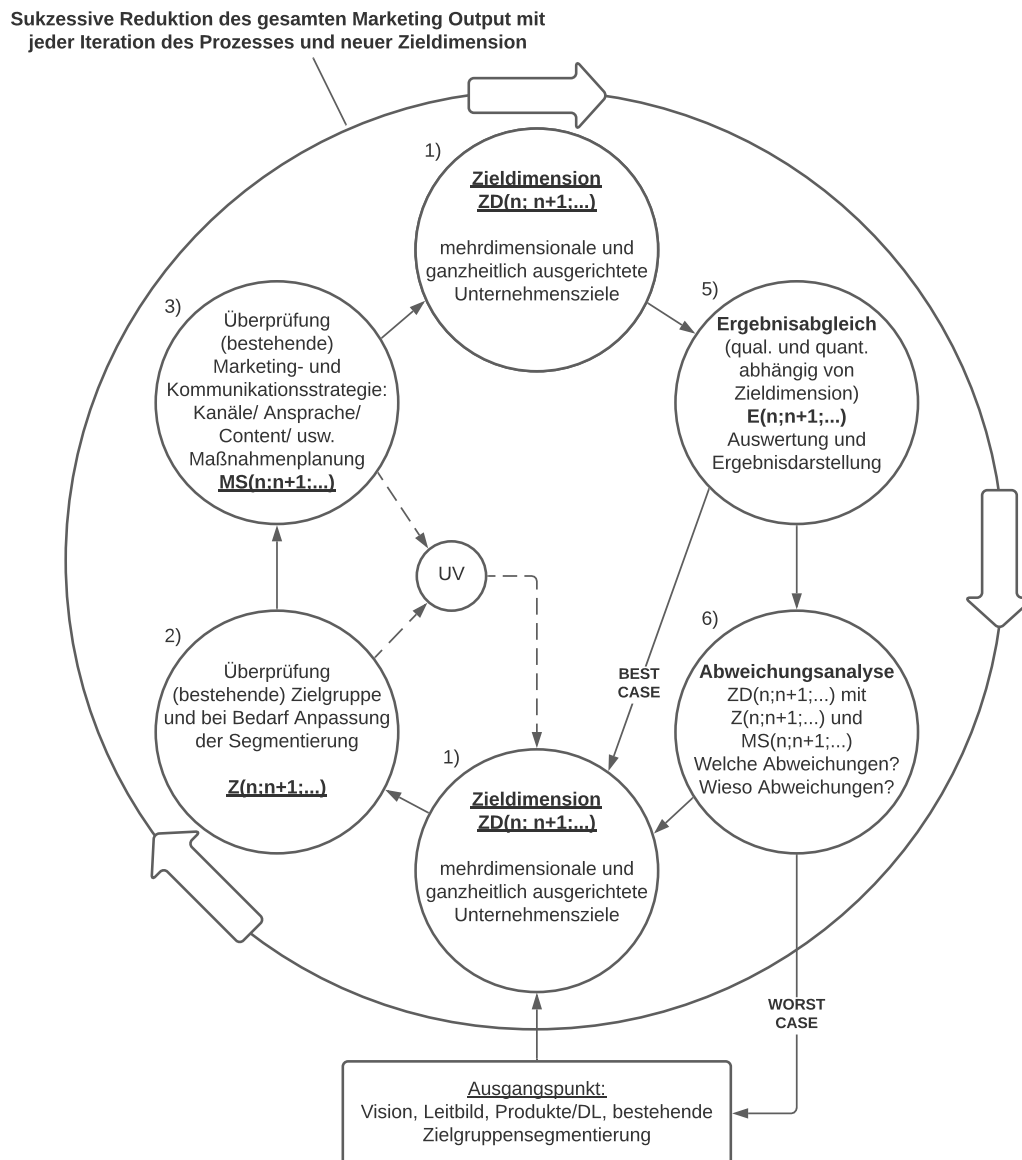 Sukzessive Reduktion des gesamten Marketing Output mit
jeder Iteration des Prozesses und neuer Zieldimension
1)
Zieldimension
ZD(n; n+1;...)
mehrdimensionale und
ganzheitlich ausgerichtete
Unternehmensziele
3)
Überprüfung
(bestehende)
Marketing- und
Kommunikationsstrategie:
Kanäle/ Ansprache/
Content/ usw.
Maßnahmenplanung
MS(n;n+1;...)
5)
Ergebnisabgleich
(qual. und quant.
abhängig von
Zieldimension)
E(n;n+1;...)
Auswertung und
Ergebnisdarstellung
UV
2)
Überprüfung
(bestehende) Zielgruppe
und bei Bedarf Anpassung
der Segmentierung
Z(n;n+1;...)
BEST
CASE
6)
Abweichungsanalyse
ZD(n;n+1;...) mit
Z(n;n+1;...) und
MS(n;n+1;...)
Welche Abweichungen?
Wieso Abweichungen?
1)
Zieldimension
ZD(n; n+1;...)
mehrdimensionale und
ganzheitlich ausgerichtete
Unternehmensziele
WORST
CASE
Ausgangspunkt:
Vision, Leitbild, Produkte/DL, bestehende
Zielgruppensegmentierung